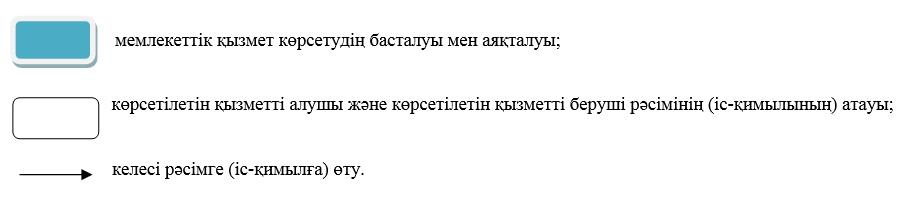 мемлекеттік қызмет көрсетудің басталуы мен аяқталуы;
көрсетілетін қызметті алушы және көрсетілетін қызметті беруші рәсімінің (іс-қимылының) атауы;
келесі рәсімге (іс-қимылға) өту.